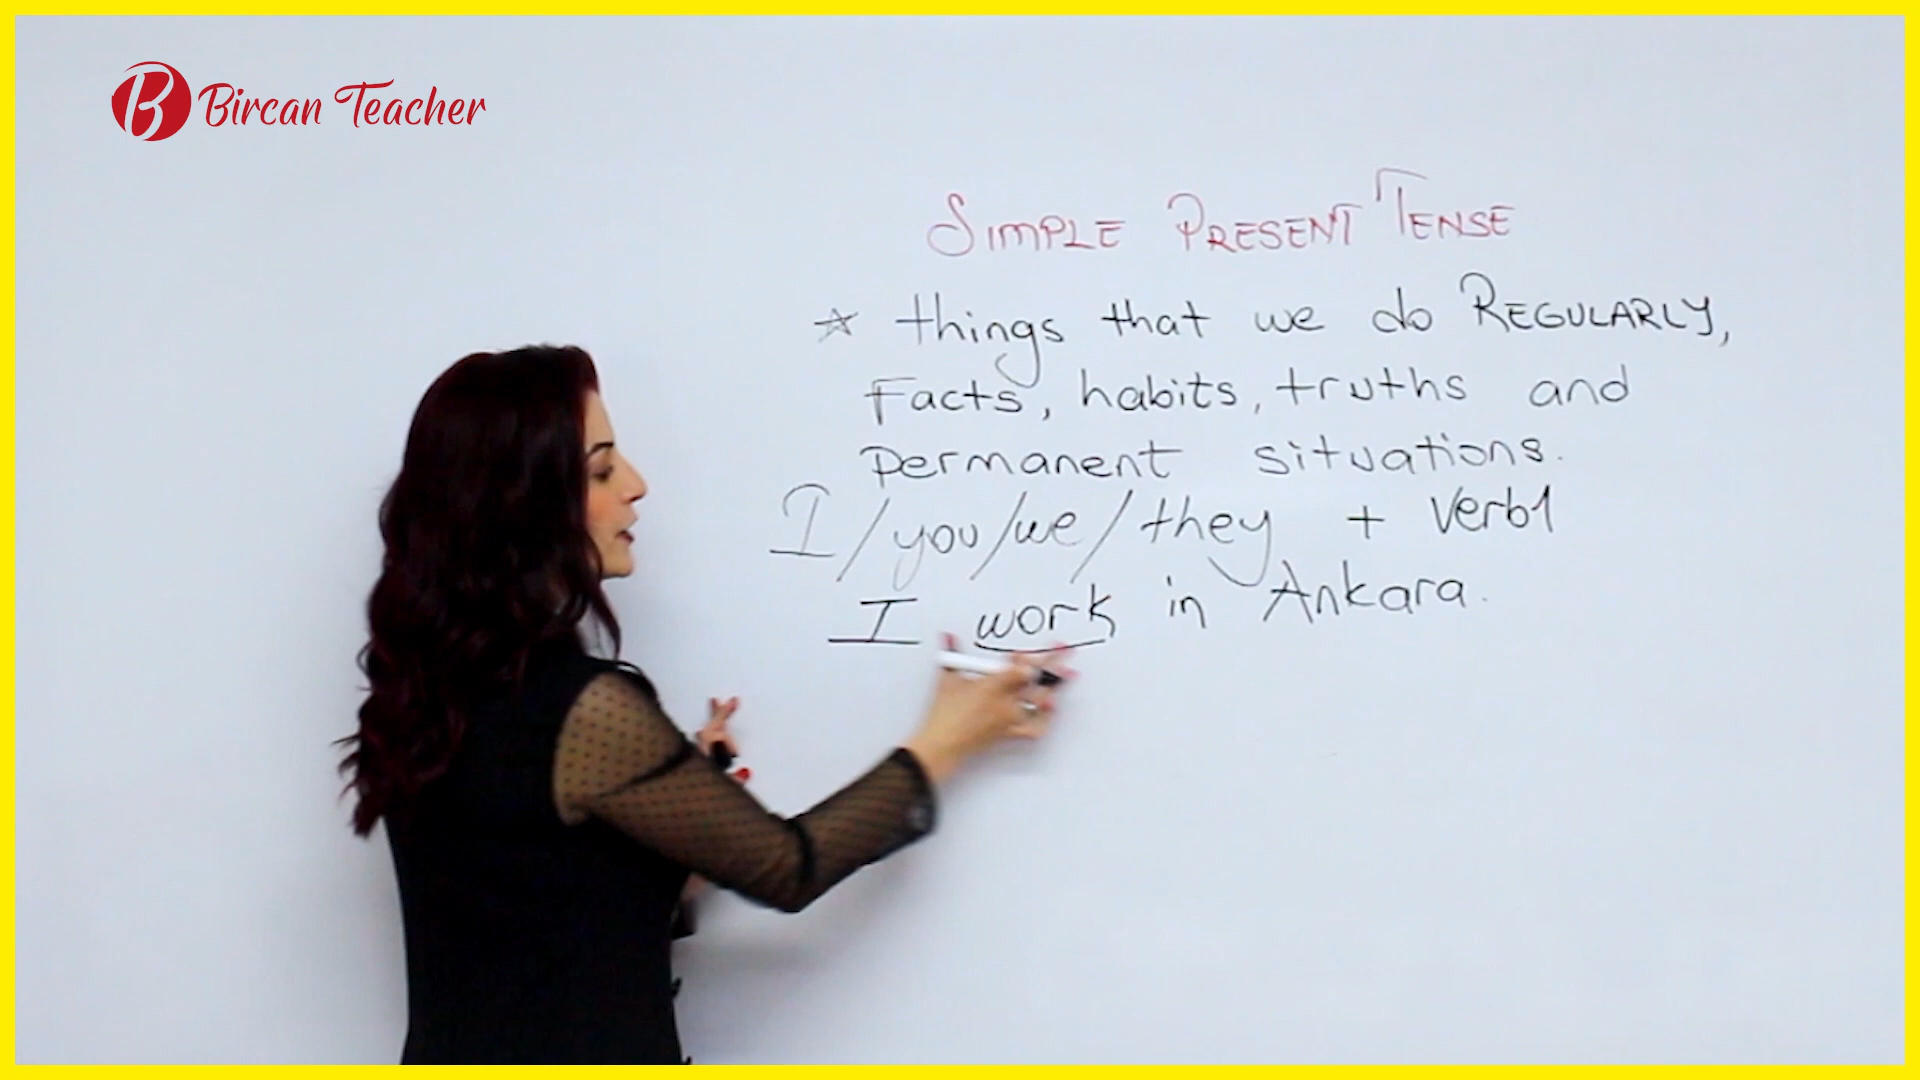 Bircan Teacher
SIMPLE PRESENT TENSE
* things that we do REGULARLY,
Facts, habits, truths and
permanent situations.
I/you/we/they + Verb1
I work in Ankara.